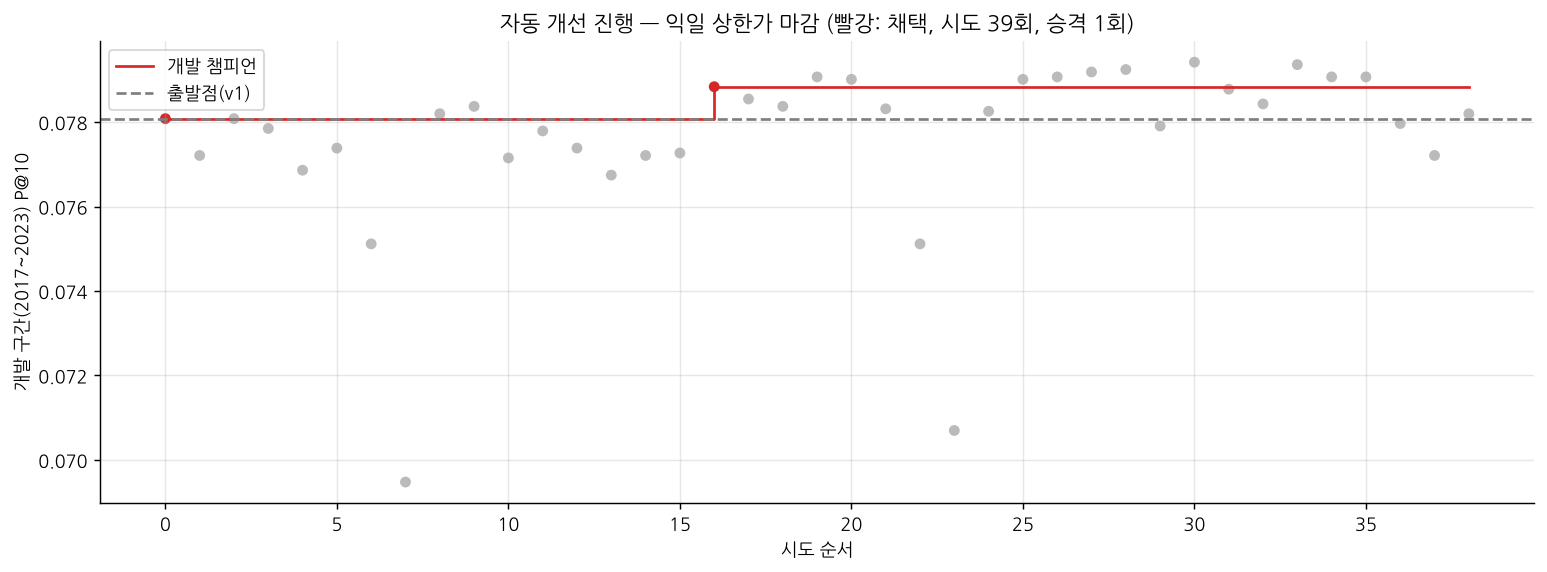 자동 개선 진행 — 익일 상한가 마감 (빨강: 채택, 시도 39회, 승격 1회)
개발 챔피언
출발점(v1)
개발 구간(2017~2023) P@10
0.078
0.076
0.074
0.072
0.070
0 5 10 15 20 25 30 35
시도 순서